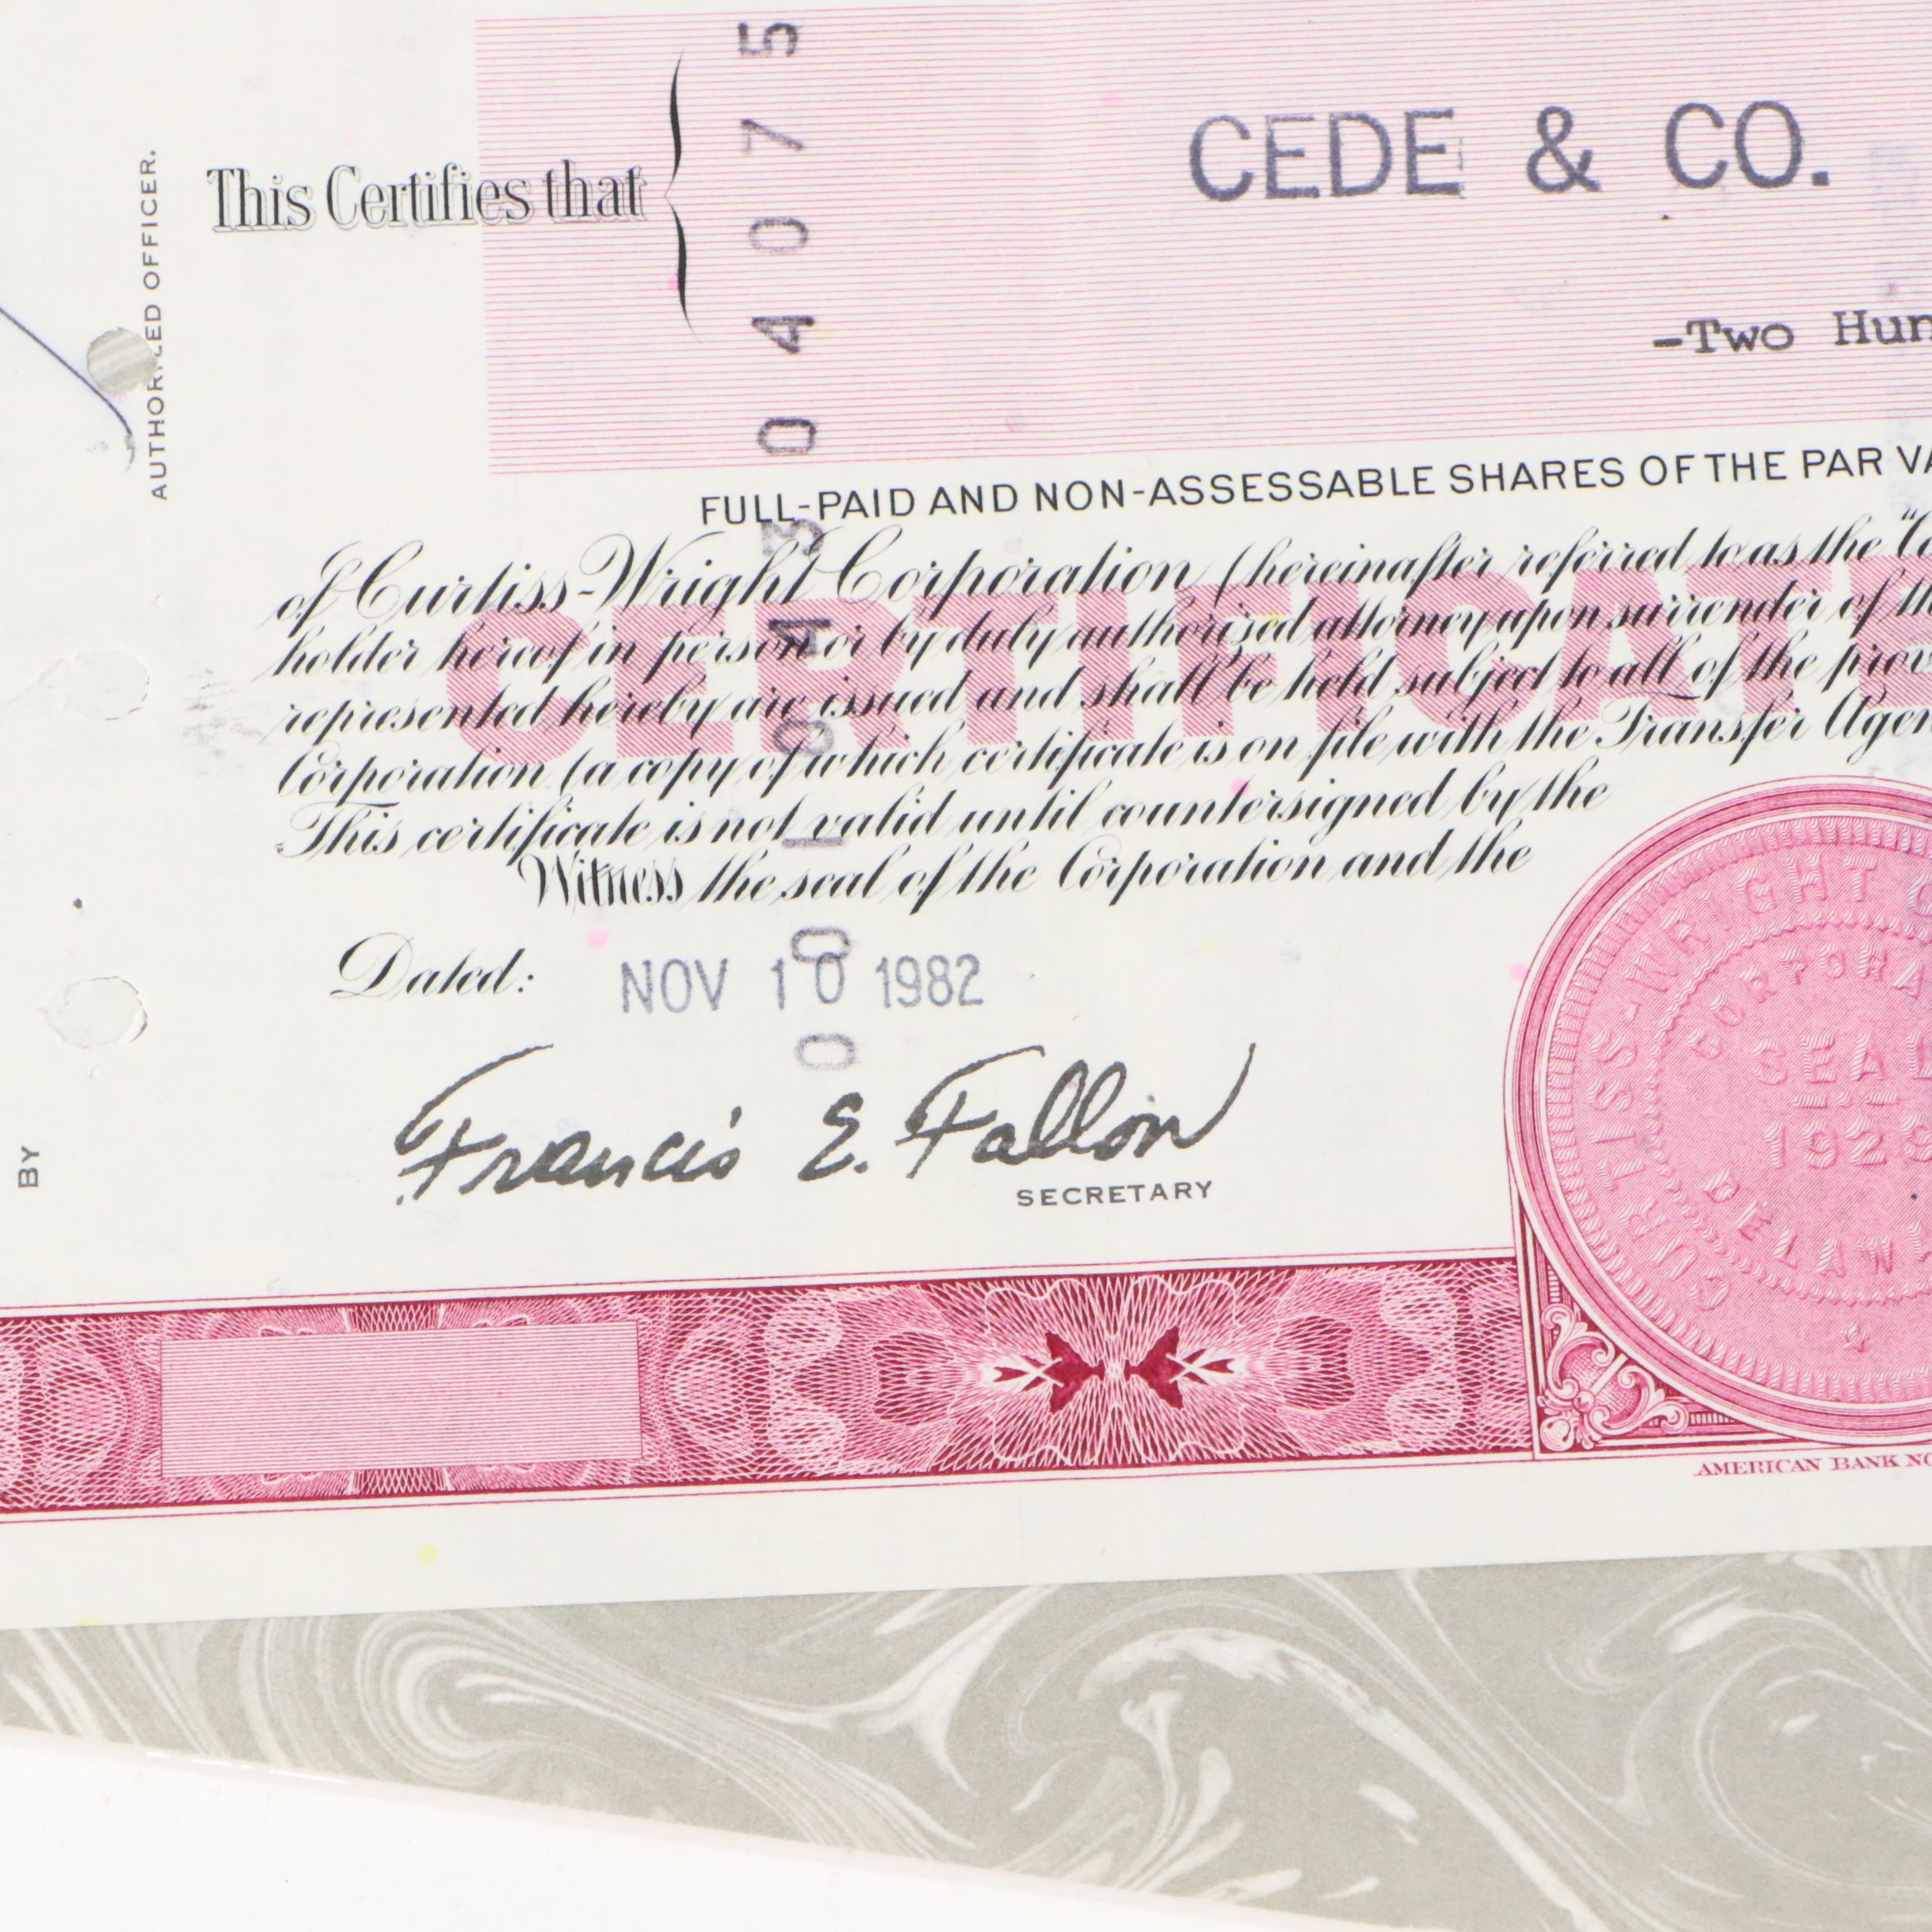 AUTHORIZED OFFICER.
BY
This Certifies that
CEDE & CO.
-Two Hun
FULL-PAID AND NON-ASSESSABLE SHARES OF THE PAR VA
of Curtiss-Wright Corporation (hereinafter referred to as the "Co
holder hereof in person or by duly authorized attorney upon surrender of th
represented hereby are issued and shall be held subject to all of the prov
Corporation (a copy of which certificate is on file with the Transfer Agen
This certificate is not valid until countersigned by the
Witness the seal of the Corporation and the
CERTIFICATE
Dated: NOV 10 1982
Francis E. Fallon
SECRETARY
CURTISS-WRIGHT C
CORPORA
SEAL
1929
DELAWA
AMERICAN BANK NO